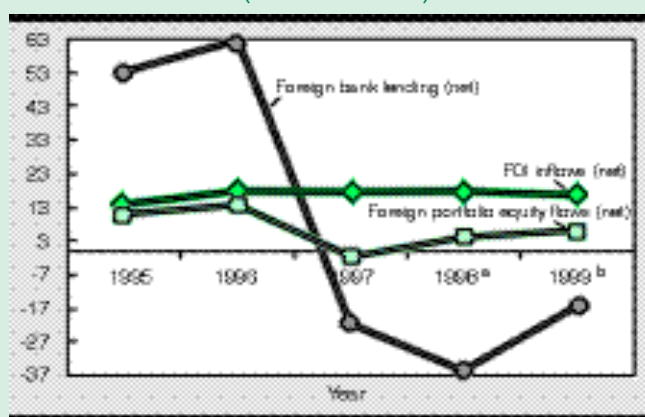 63
53
Foreign bank lending (net)
43
33
23
FDI inflows (net)
13
Foreign portfolio equity flows (net)
3
-7
1995 1996 1997 1998 a 1999 b
-17
-27
-37
Year